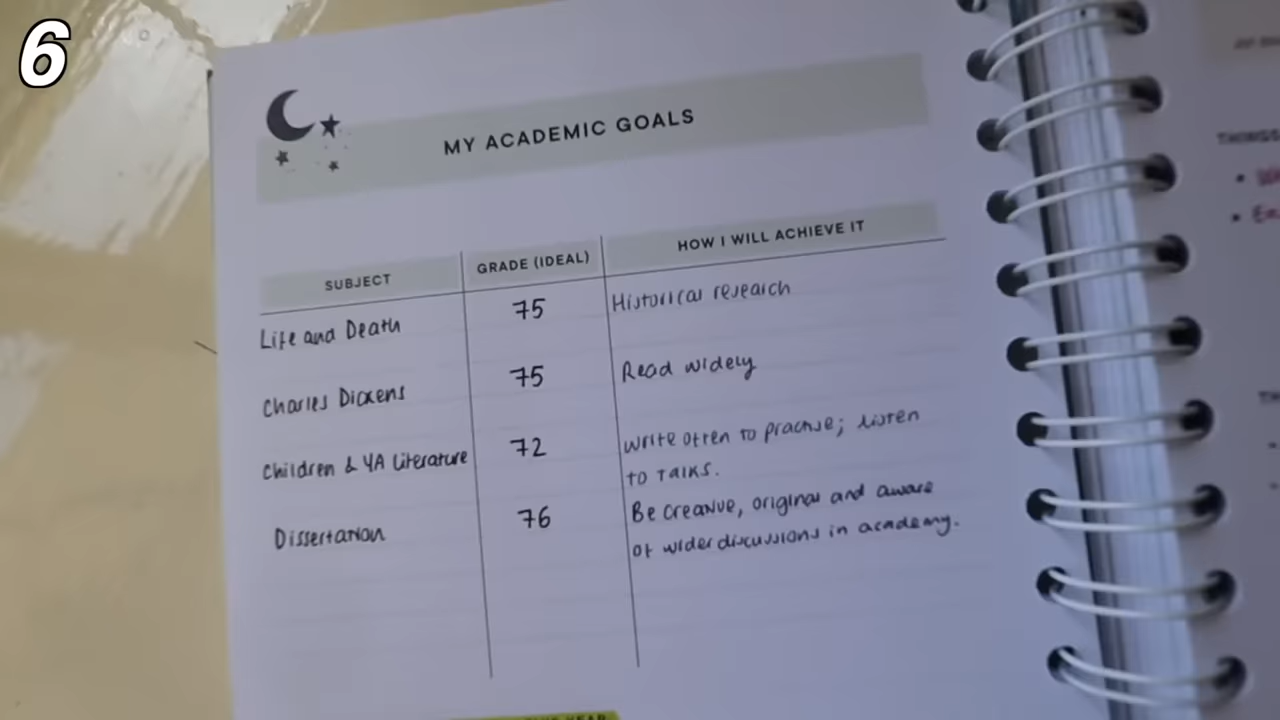 6
MY ACADEMIC GOALS
SUBJECT
GRADE (IDEAL)
HOW I WILL ACHIEVE IT
Life and Death
75
Historical research
Charles Dickens
75
Read widely
Children & YA Literature
72
Write often to practise; listen
to talks.
Dissertation
76
Be creative, original and aware
of wider discussions in academy.
THINGS
YEAR